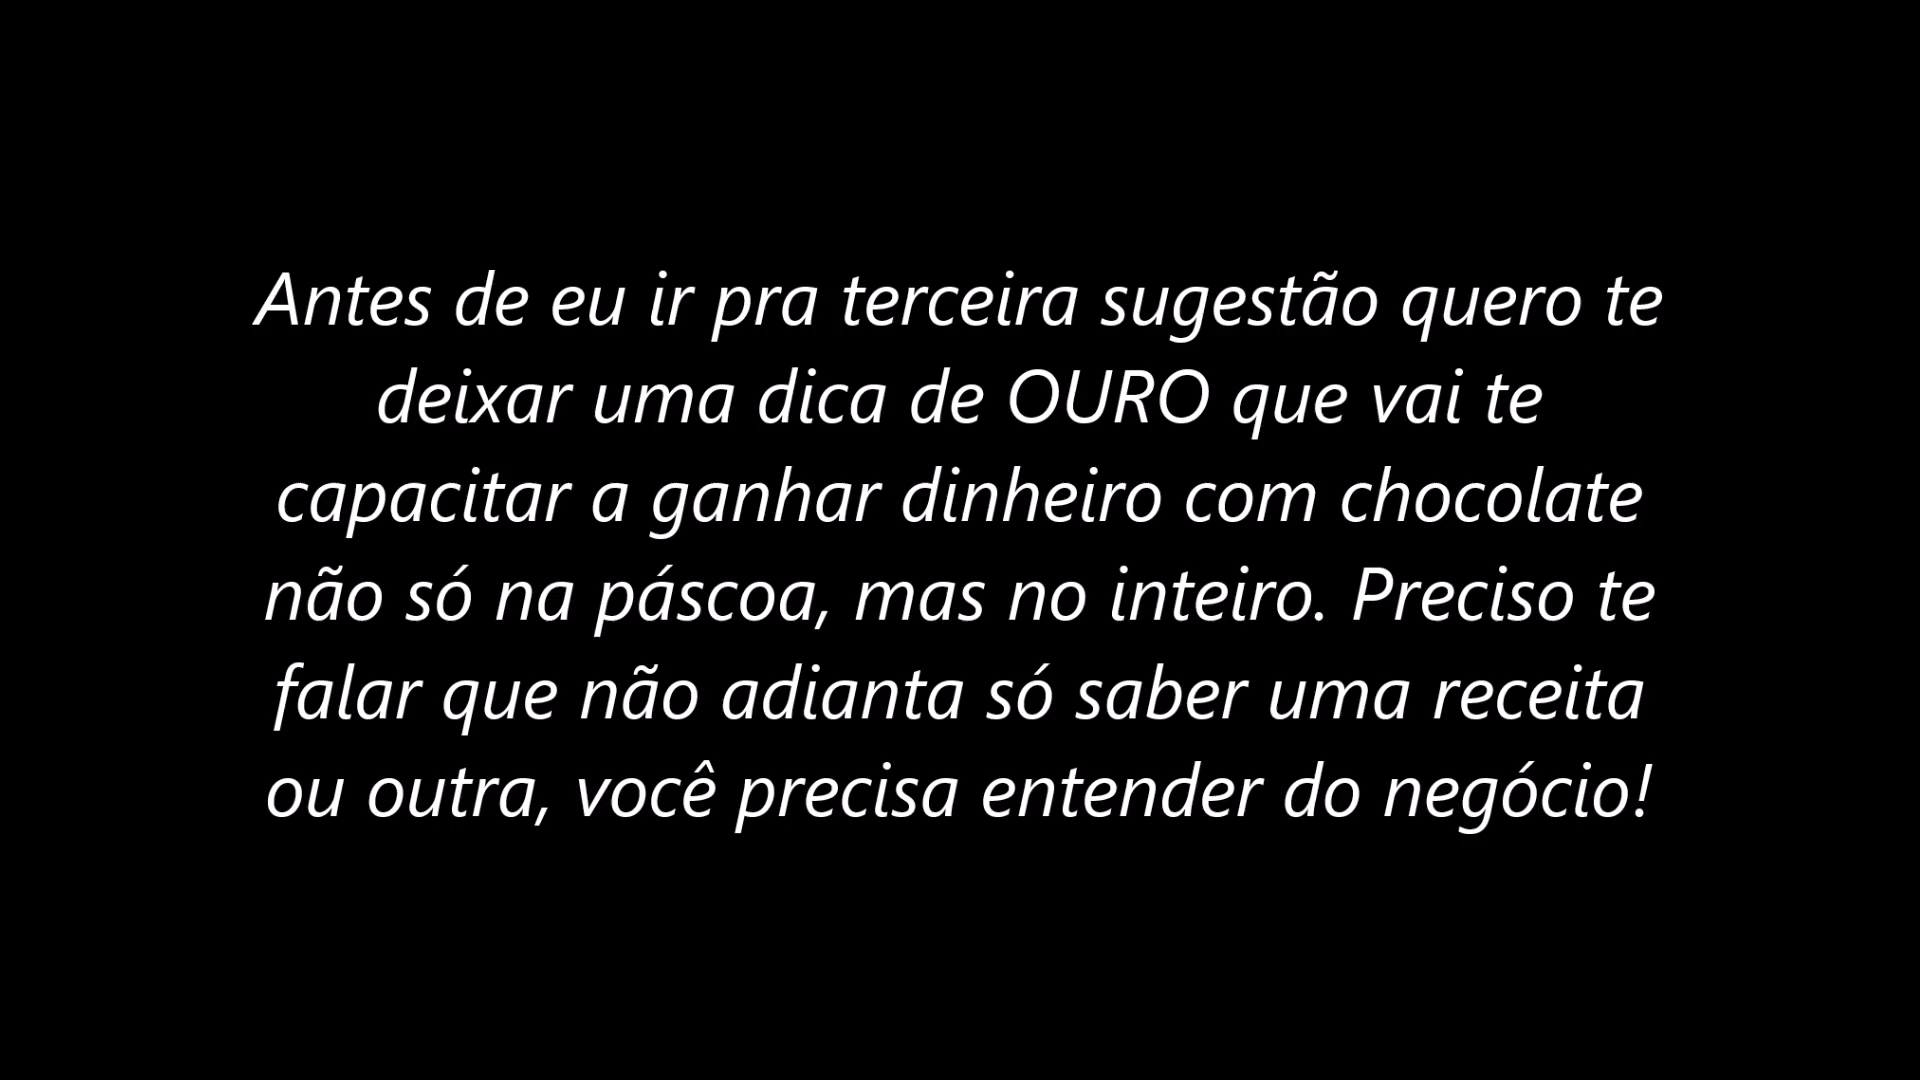 Antes de eu ir pra terceira sugestão quero te
deixar uma dica de OURO que vai te
capacitar a ganhar dinheiro com chocolate
não só na páscoa, mas no inteiro. Preciso te
falar que não adianta só saber uma receita
ou outra, você precisa entender do negócio!